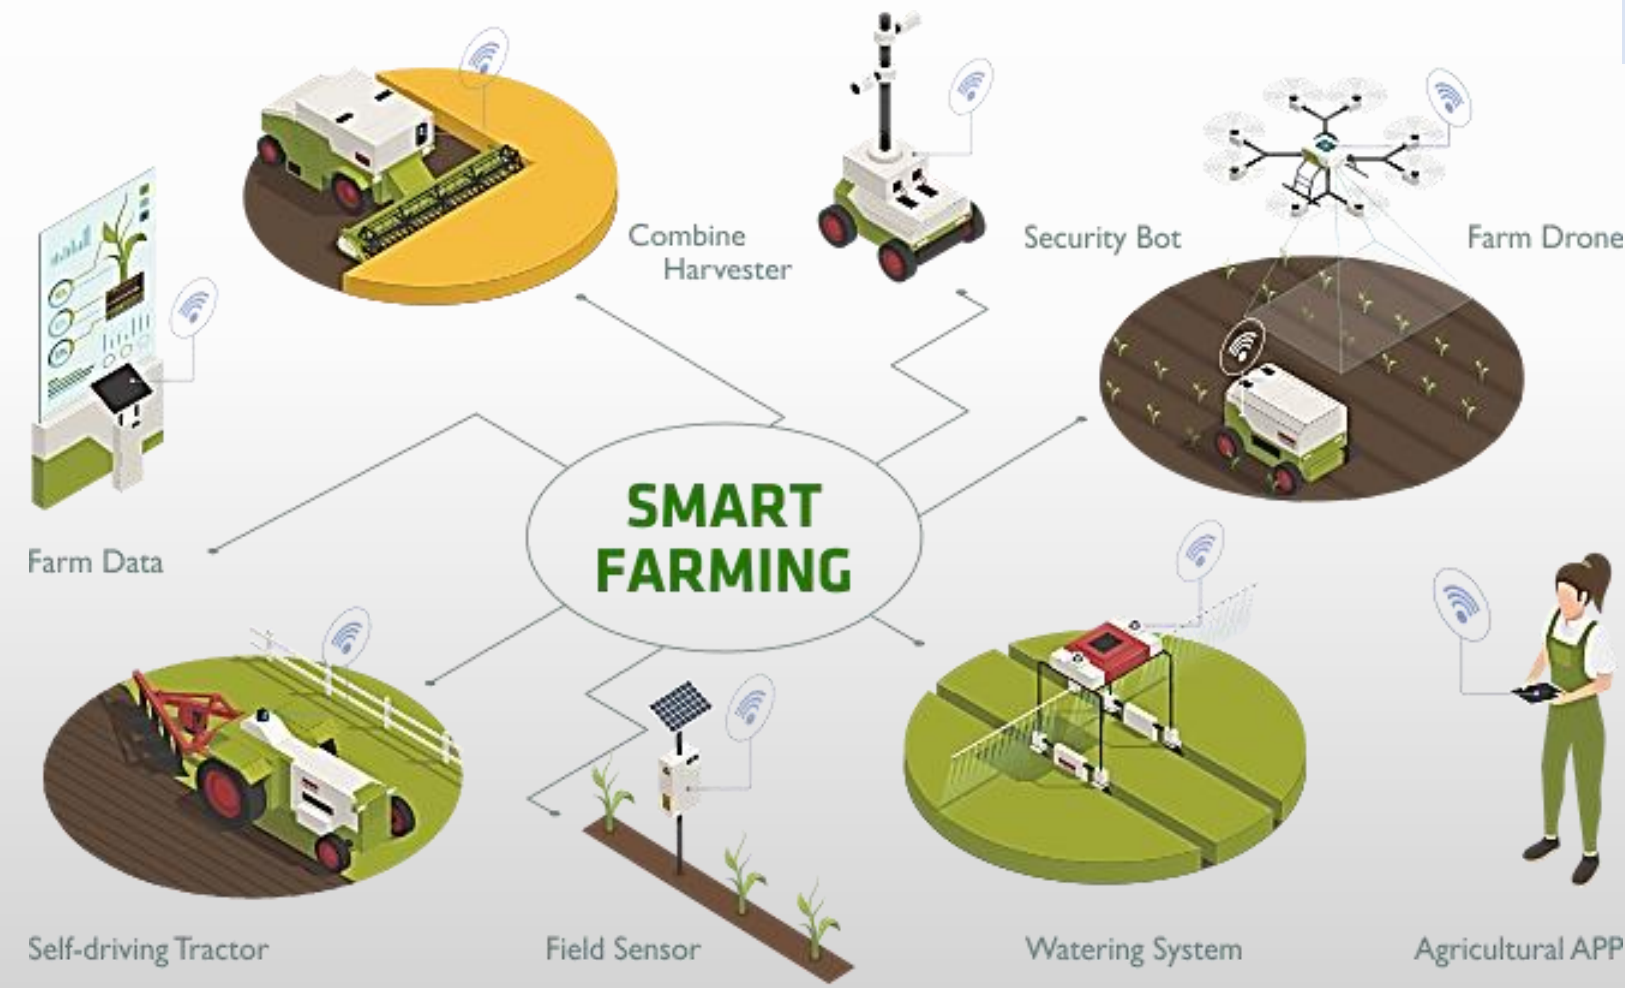 Combine
Harvester
Security Bot
Farm Drone
SMART
FARMING
Farm Data
Self-driving Tractor
Field Sensor
Watering System
Agricultural APP